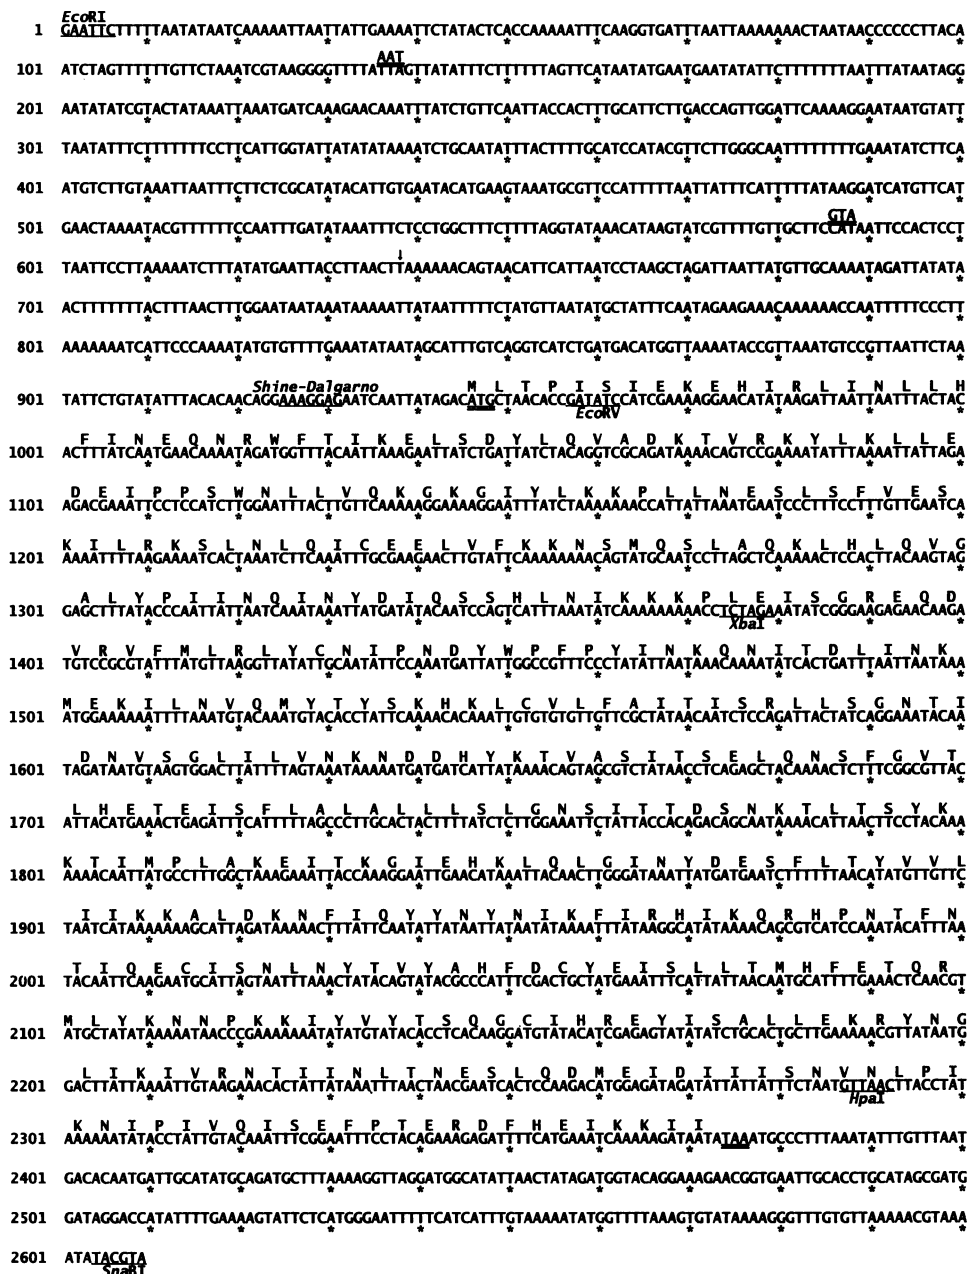 EcoRI
1 GAATTCTTTTTAATATAATCAAAAATTAATTATTGAAAATTCTATACTCACCAAAAATTTCAAGGTGATTTAATTAAAAAAACTAATAACCCCCCTTACA
AAT
101 ATCTAGTTTTTTGTTCTAAATCGTAAGGGGTTTTATTAGTTATATTTCTTTTTTAGTTCATAATATGAATGAATATATTCTTTTTTTAATTTATAATAGG
201 AATATATCGTACTATAAATTAAATGATCAAAGAACAAATTTATCTGTTCAATTACCACTTTGCATTCTTGACCAGTTGGATTCAAAAGGAATAATGTATT
301 TAATATTTCTTTTTTTCCTTCATTGGTATTATATATAAAATCTGCAATATTTACTTTTGCATCCATACGTTCTTGGGCAATTTTTTTTGAAATATCTTCA
401 ATGTCTTGTAAATTAATTTCTTCTCGCATATACATTGTGAATACATGAAGTAAATGCGTTCCATTTTTAATTATTTCATTTTTATAAGGATCATGTTCAT
GTA
501 GAACTAAAATACGTTTTTTCCAATTTGATATAAATTTCTCCTGGCTTTCTTTTAGGTATAAACATAAGTATCGTTTTGTTGCTTCCATAATTCCACTCCT
601 TAATTCCTTAAAAATCTTTATATGAATTACCTTAACTTAAAAAACAGTAACATTCATTAATCCTAAGCTAGATTAATTATGTTGCAAAATAGATTATATA
701 ACTTTTTTTACTTTAACTTTGGAATAATAAATAAAAATTATAATTTTTCTATGTTAATATGCTATTTCAATAGAAGAAACAAAAAACCAATTTTTCCCTT
801 AAAAAAATCATTCCCAAAATATGTGTTTTGAAATATAATAGCATTTGTCAGGTCATCTGATGACATGGTTAAAATACCGTTAAATGTCCGTTAATTCTAA
Shine-Dalgarno M L T P I S I E K E H I R L I N L L H
901 TATTCTGTATATTTACACAACAGGAAAGGAGAATCAATTATAGACATGCTAACACCGATATCCATCGAAAAGGAACATATAAGATTAATTAATTTACTAC
EcoRV
F I N E Q N R W F T I K E L S D Y L Q V A D K T V R K Y L K L L E
1001 ACTTTATCAATGAACAAAATAGATGGTTTACAATTAAAGAATTATCTGATTATCTACAGGTCGCAGATAAAACAGTCCGAAAATATTTAAAATTATTAGA
D E I P P S W N L L V Q K G K G I Y L K K P L L N E S L S F V E S
1101 AGACGAAATTCCTCCATCTTGGAATTTACTTGTTCAAAAAGGAAAAGGAATTTATCTAAAAAAACCATTATTAAATGAATCCCTTTCCTTTGTTGAATCA
K I L R K S L N L Q I C E E L V F K K N S M Q S L A Q K L H L Q V G
1201 AAAATTTTAAGAAAATCACTAAATCTTCAAATTTGCGAAGAACTTGTATTCAAAAAAAACAGTATGCAATCCTTAGCTCAAAAACTCCACTTACAAGTAG
A L Y P I I N Q I N Y D I Q S S H L N I K K K P L E I S G R E Q D
1301 GAGCTTTATACCCAATTATTAATCAAATAAATTATGATATACAATCCAGTCATTTAAATATCAAAAAAAAACCTCTAGAAATATCGGGAAGAGAACAAGA
XbaI
V R V F M L R L Y C N I P N D Y W P F P Y I N K Q N I T D L I N K
1401 TGTCCGCGTATTTATGTTAAGGTTATATTGCAATATTCCAAATGATTATTGGCCGTTTCCCTATATTAATAAACAAAATATCACTGATTTAATTAATAAA
M E K I L N V Q M Y T Y S K H K L C V L F A I T I S R L L S G N T I
1501 ATGGAAAAAATTTTAAATGTACAAATGTACACCTATTCAAAACACAAATTGTGTGTGTTGTTCGCTATAACAATCTCCAGATTACTATCAGGAAATACAA
D N V S G L I L V N K N D D H Y K T V A S I T S E L Q N S F G V T
1601 TAGATAATGTAAGTGGACTTATTTTAGTAAATAAAAATGATGATCATTATAAAACAGTAGCGTCTATAACCTCAGAGCTACAAAACTCTTTCGGCGTTAC
L H E T E I S F L A L A L L L S L G N S I T T D S N K T L T S Y K
1701 ATTACATGAAACTGAGATTTCATTTTTAGCCCTTGCACTACTTTTATCTCTTGGAAATTCTATTACCACAGACAGCAATAAAACATTAACTTCCTACAAA
K T I M P L A K E I T K G I E H K L Q L G I N Y D E S F L T Y V V L
1801 AAAACAATTATGCCTTTGGCTAAAGAAATTACCAAAGGAATTGAACATAAATTACAACTTGGGATAAATTATGATGAATCTTTTTTAACATATGTTGTTC
I I K K A L D K N F I Q Y Y N Y N I K F I R H I K Q R H P N T F N
1901 TAATCATAAAAAAAGCATTAGATAAAAACTTTATTCAATATTATAATTATAATATAAAATTTATAAGGCATATAAAACAGCGTCATCCAAATACATTTAA
T I Q E C I S N L N Y T V Y A H F D C Y E I S L L T M H F E T Q R
2001 TACAATTCAAGAATGCATTAGTAATTTAAACTATACAGTATACGCCCATTTCGACTGCTATGAAATTTCATTATTAACAATGCATTTTGAAACTCAACGT
M L Y K N N P K K I Y V Y T S Q G C I H R E Y I S A L L E K R Y N G
2101 ATGCTATATAAAAATAACCCGAAAAAAATATATGTATACACCTCACAAGGATGTATACATCGAGAGTATATATCTGCACTGCTTGAAAAACGTTATAATG
L I K I V R N T I I N L T N E S L Q D M E I D I I I S N V N L P I
2201 GACTTATTAAAATTGTAAGAAACACTATTATAAATTTAACTAACGAATCACTCCAAGACATGGAGATAGATATTATTATTTCTAATGTTAACTTACCTAT
HpaI
K N I P I V Q I S E F P T E R D F H E I K K I I
2301 AAAAAATATACCTATTGTACAAATTTCGGAATTTCCTACAGAAAGAGATTTTCATGAAATCAAAAAGATAATATAAATGCCCTTTAAATATTTGTTTAAT
2401 GACACAATGATTGCATATGCAGATGCTTTAAAAGGTTAGGATGGCATATTAACTATAGATGGTACAGGAAAGAACGGTGAATTGCACCTGCATAGCGATG
2501 GATAGGACCATATTTTGAAAAGTATTCTCATGGGAATTTTTCATCATTTGTAAAAATATGGTTTTAAAGTGTATAAAAGGGTTTGTGTTAAAAACGTAAA
2601 ATATACGTA
SnaBI